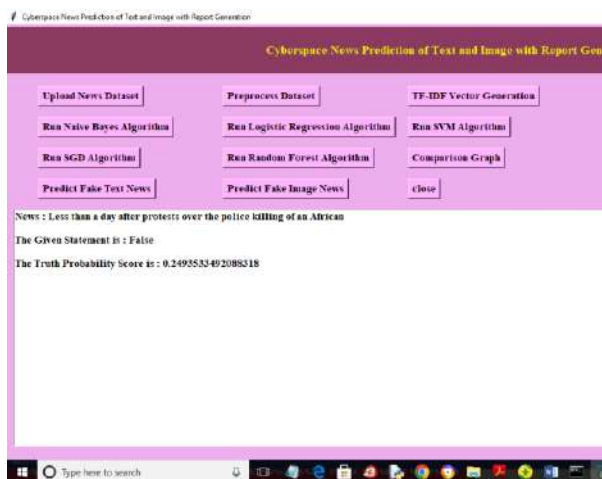 Cyberspace News Prediction of Text and Image with Report Generation
Cyberspace News Prediction of Text and Image with Report Gen
Upload News Dataset
Preprocess Dataset
TF-IDF Vector Generation
Run Naive Bayes Algorithm
Run Logistic Regression Algorithm
Run SVM Algorithm
Run SGD Algorithm
Run Random Forest Algorithm
Comparison Graph
Predict Fake Text News
Predict Fake Image News
close
News : Less than a day after protests over the police killing of an African
The Given Statement is : False
The Truth Probability Score is : 0.2493533492088318
Type here to search